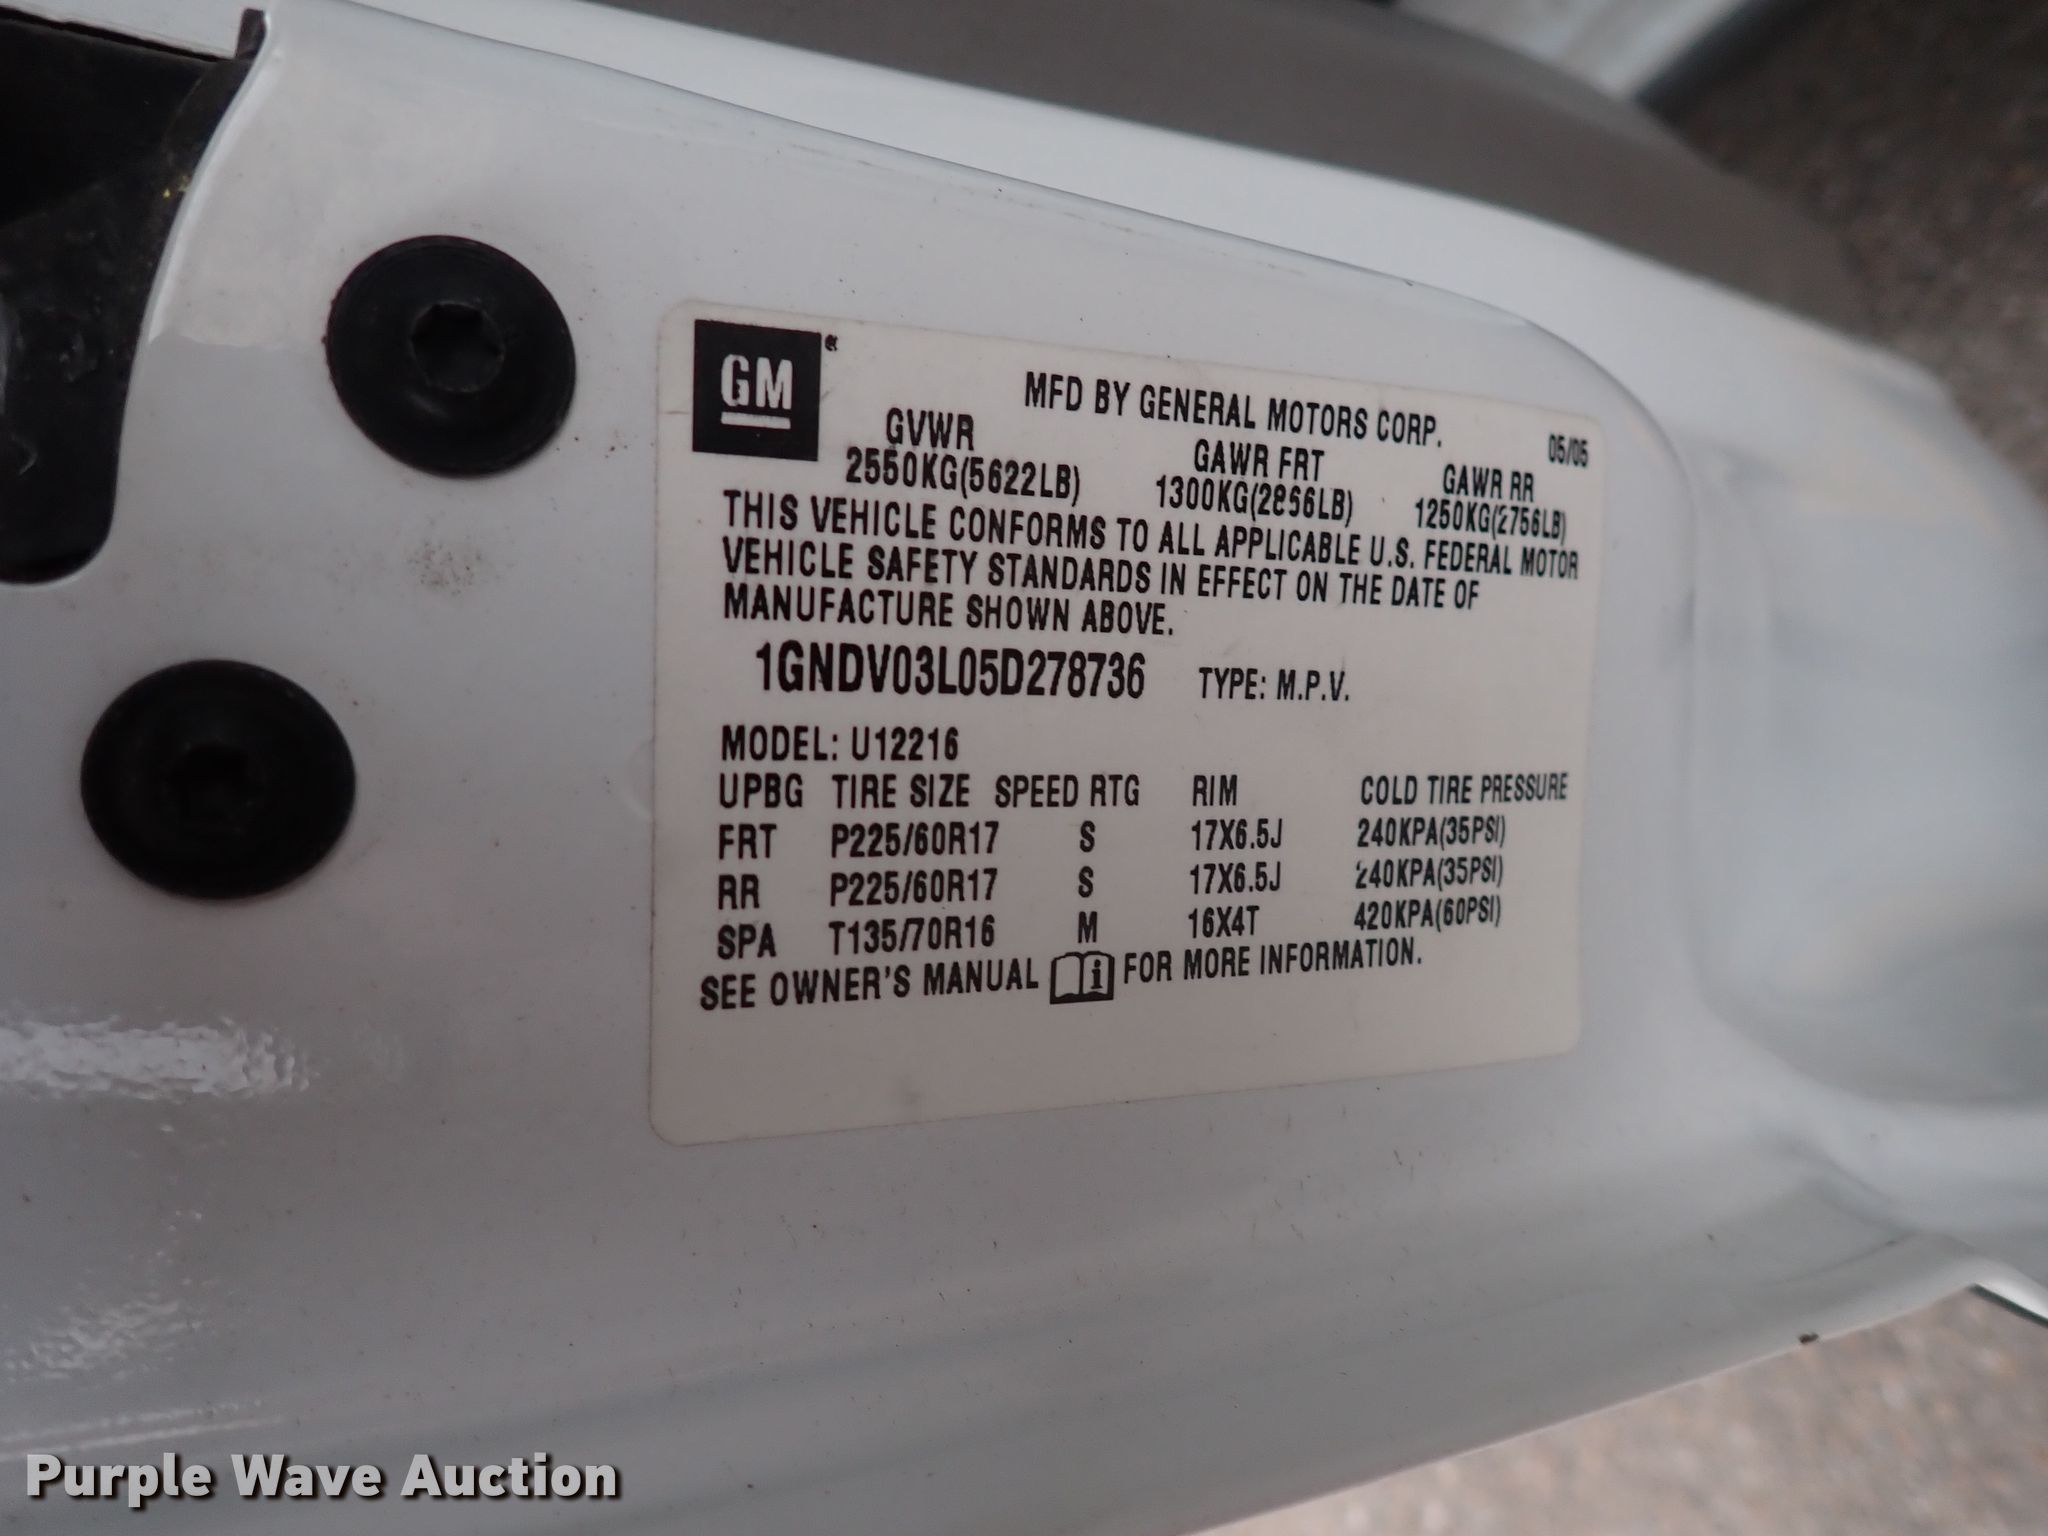 GM®
MFD BY GENERAL MOTORS CORP. 05/05
GVWR GAWR FRT GAWR RR
2550KG(5622LB) 1300KG(2866LB) 1250KG(2756LB)
THIS VEHICLE CONFORMS TO ALL APPLICABLE U.S. FEDERAL MOTOR
VEHICLE SAFETY STANDARDS IN EFFECT ON THE DATE OF
MANUFACTURE SHOWN ABOVE.
1GNDV03L05D278736 TYPE: M.P.V.
MODEL: U12216
UPBG TIRE SIZE SPEED RTG RIM COLD TIRE PRESSURE
FRT P225/60R17 S 17X6.5J 240KPA(35PSI)
RR P225/60R17 S 17X6.5J 240KPA(35PSI)
SPA T135/70R16 M 16X4T 420KPA(60PSI)
SEE OWNER'S MANUAL FOR MORE INFORMATION.
Purple Wave Auction